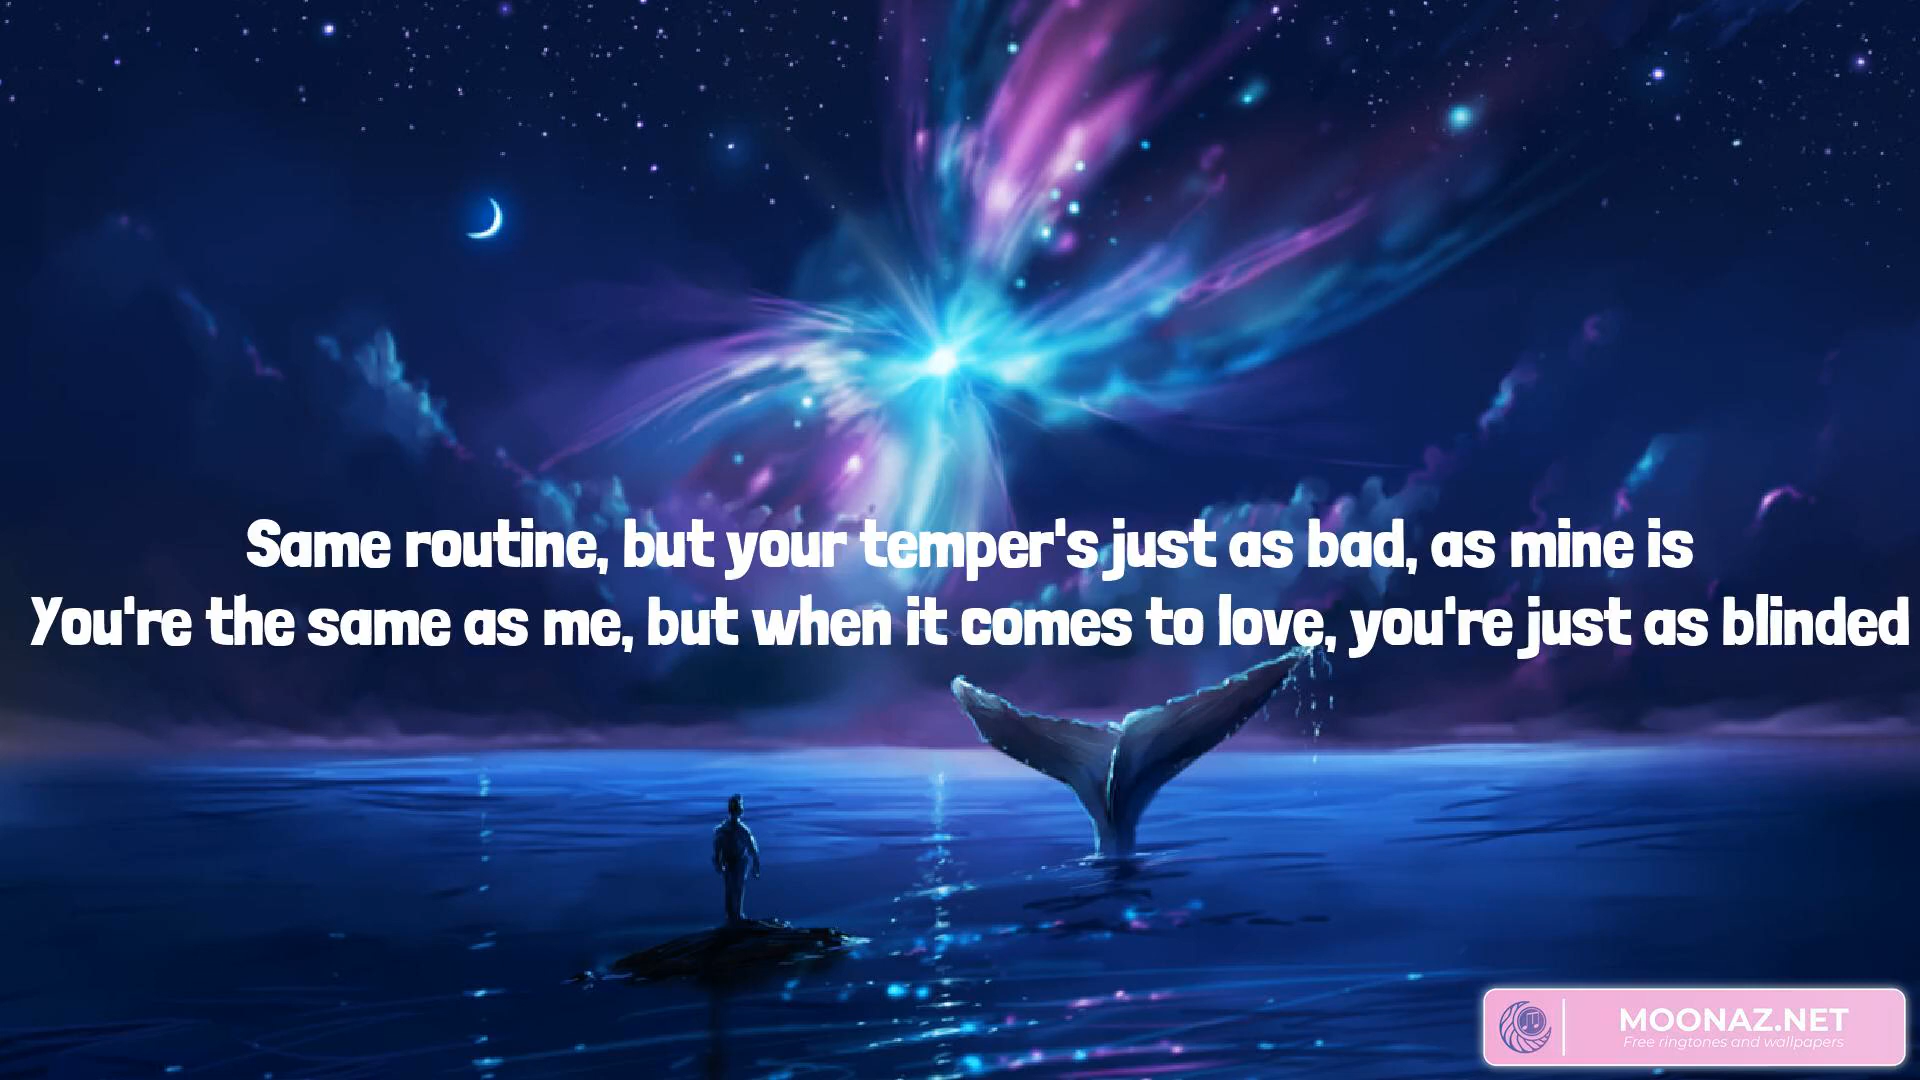 Same routine, but your temper's just as bad, as mine is
You're the same as me, but when it comes to love, you're just as blinded
MOONAZ.NET
Free ringtones and wallpapers